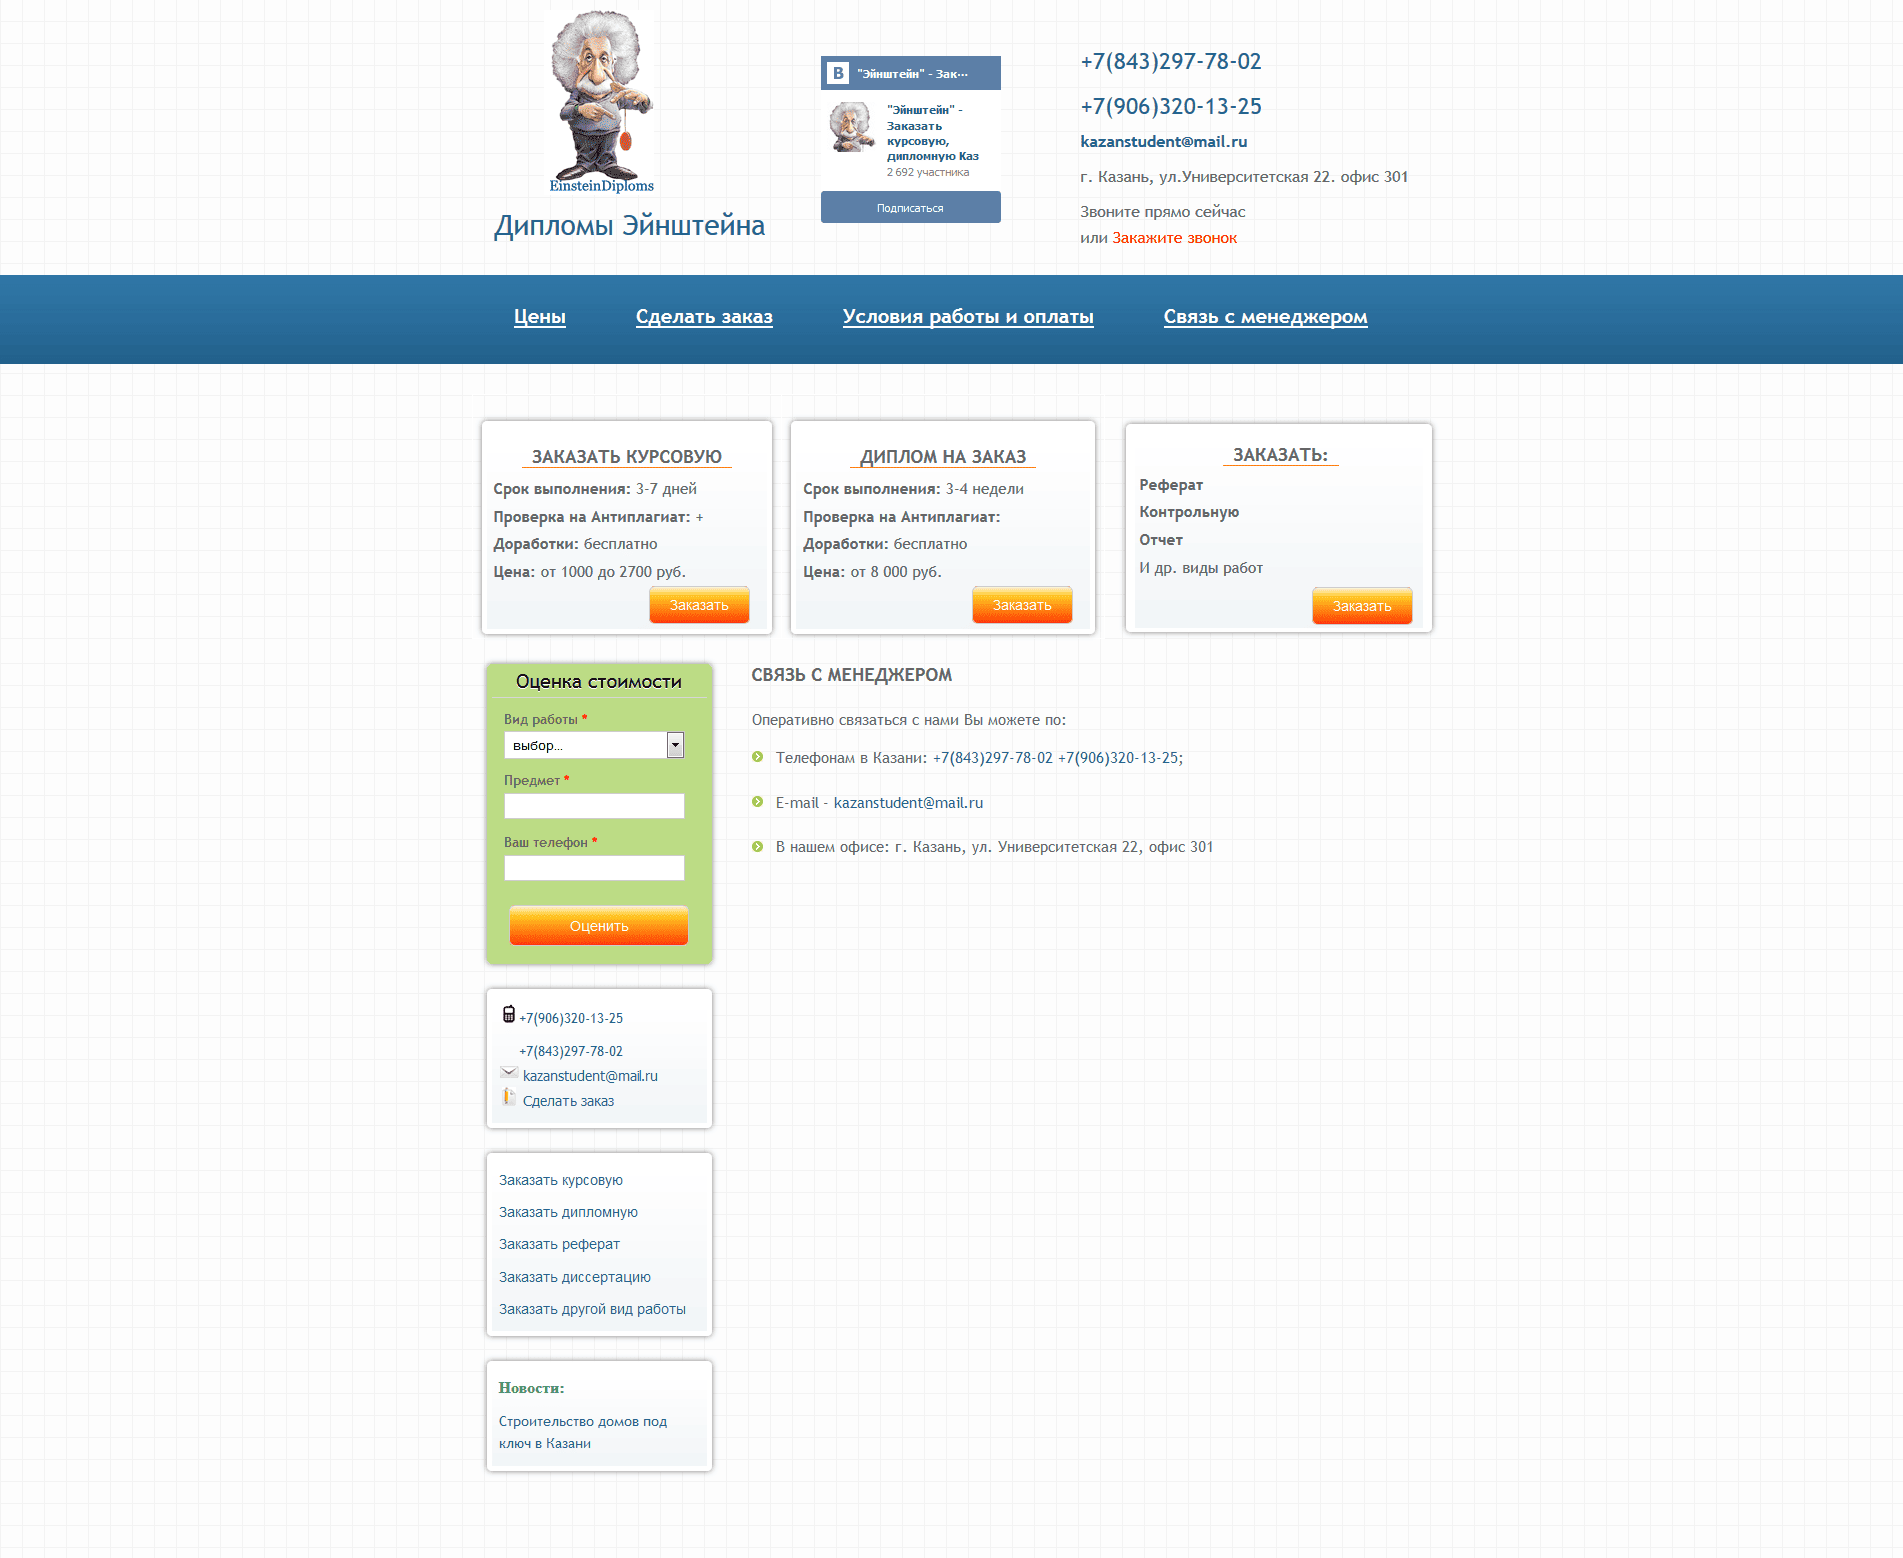 EinsteinDiploms
Дипломы Эйнштейна
В "Эйнштейн" - Зак...
"Эйнштейн" -
Заказать
курсовую,
дипломную Каз
2 692 участника
Подписаться
+7(843)297-78-02
+7(906)320-13-25
kazanstudent@mail.ru
г. Казань, ул.Университетская 22. офис 301
Звоните прямо сейчас
или Закажите звонок
Цены Сделать заказ Условия работы и оплаты Связь с менеджером
ЗАКАЗАТЬ КУРСОВУЮ
Срок выполнения: 3-7 дней
Проверка на Антиплагиат: +
Доработки: бесплатно
Цена: от 1000 до 2700 руб.
Заказать
ДИПЛОМ НА ЗАКАЗ
Срок выполнения: 3-4 недели
Проверка на Антиплагиат:
Доработки: бесплатно
Цена: от 8 000 руб.
Заказать
ЗАКАЗАТЬ:
Реферат
Контрольную
Отчет
И др. виды работ
Заказать
Оценка стоимости
Вид работы *
выбор...
Предмет *
Ваш телефон *
Оценить
СВЯЗЬ С МЕНЕДЖЕРОМ
Оперативно связаться с нами Вы можете по:
Телефонам в Казани: +7(843)297-78-02 +7(906)320-13-25;
E-mail - kazanstudent@mail.ru
В нашем офисе: г. Казань, ул. Университетская 22, офис 301
+7(906)320-13-25
+7(843)297-78-02
kazanstudent@mail.ru
Сделать заказ
Заказать курсовую
Заказать дипломную
Заказать реферат
Заказать диссертацию
Заказать другой вид работы
Новости:
Строительство домов под
ключ в Казани